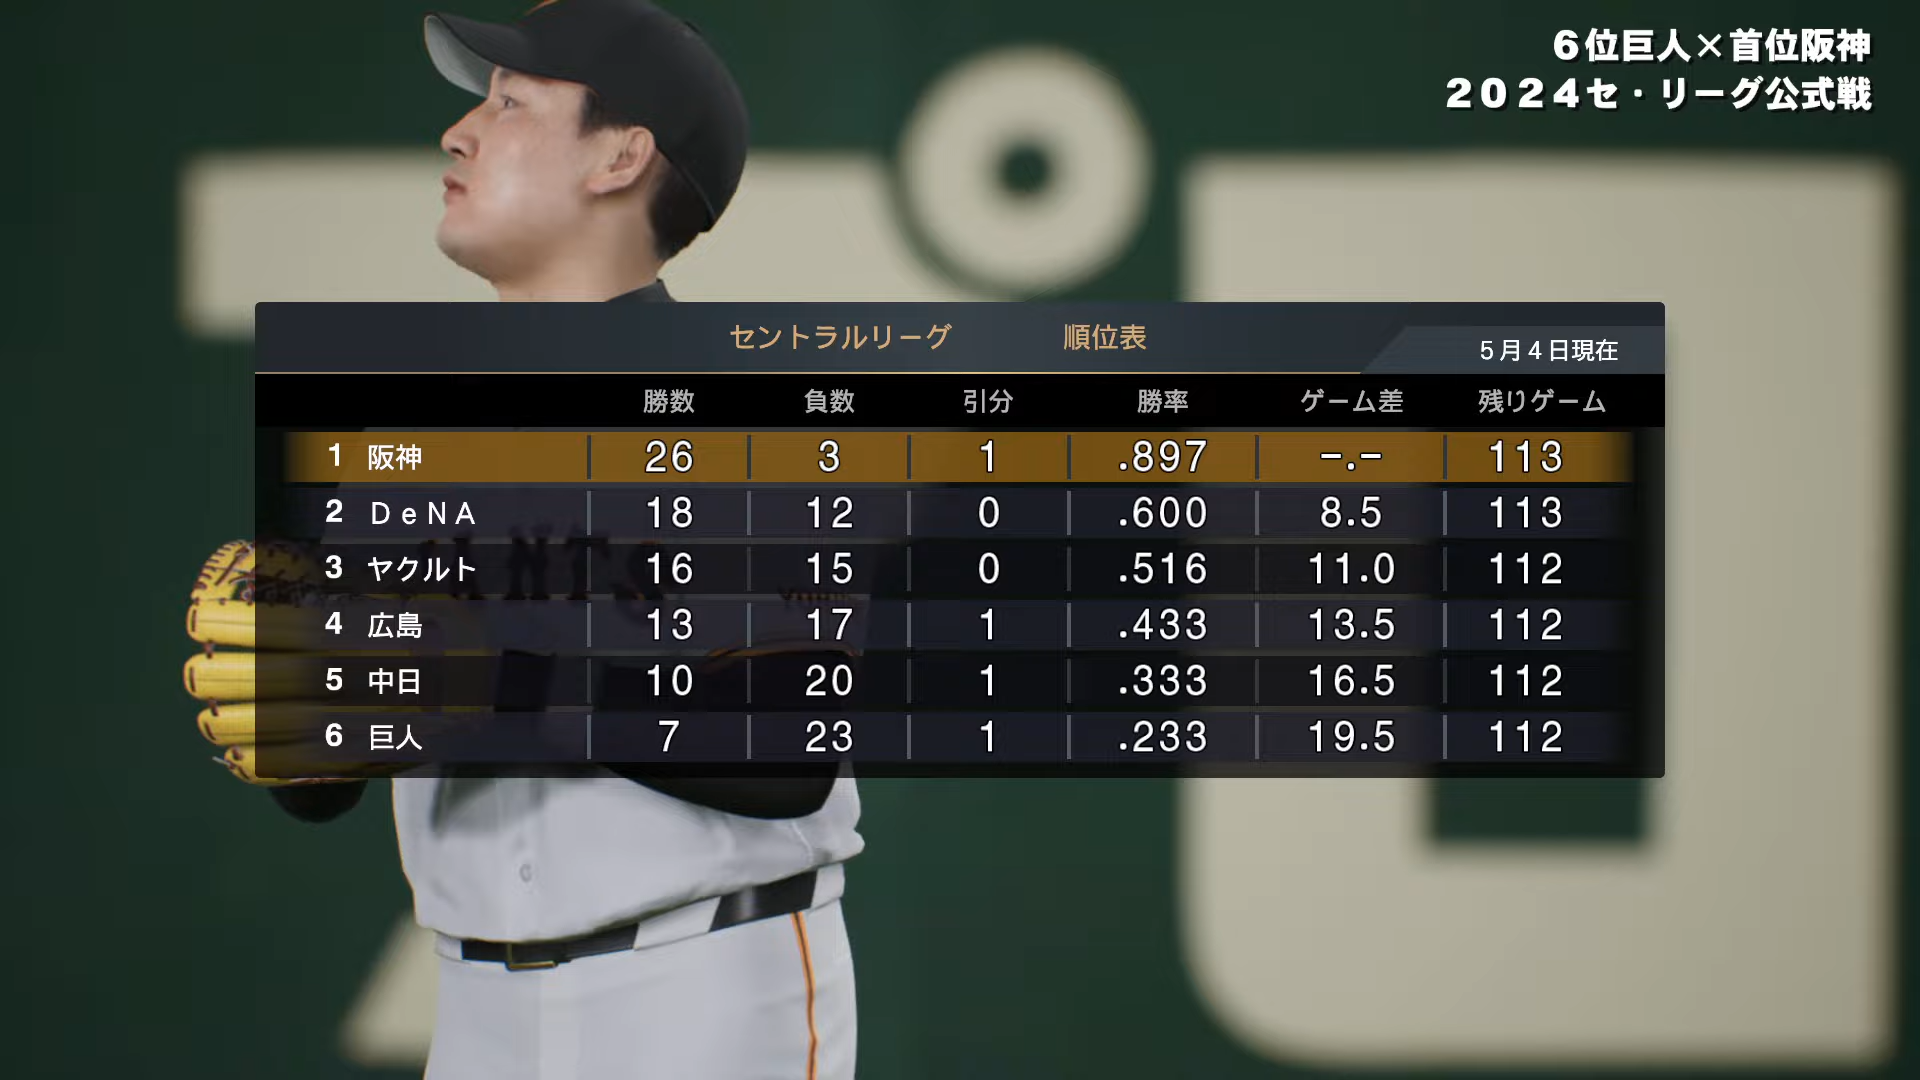 6位巨人×首位阪神
2024セ・リーグ公式戦
セントラルリーグ 順位表
5月4日現在
勝数 負数 引分 勝率 ゲーム差 残りゲーム
1 阪神 26 3 1 .897 -.- 113
2 DeNA 18 12 0 .600 8.5 113
3 ヤクルト 16 15 0 .516 11.0 112
4 広島 13 17 1 .433 13.5 112
5 中日 10 20 1 .333 16.5 112
6 巨人 7 23 1 .233 19.5 112